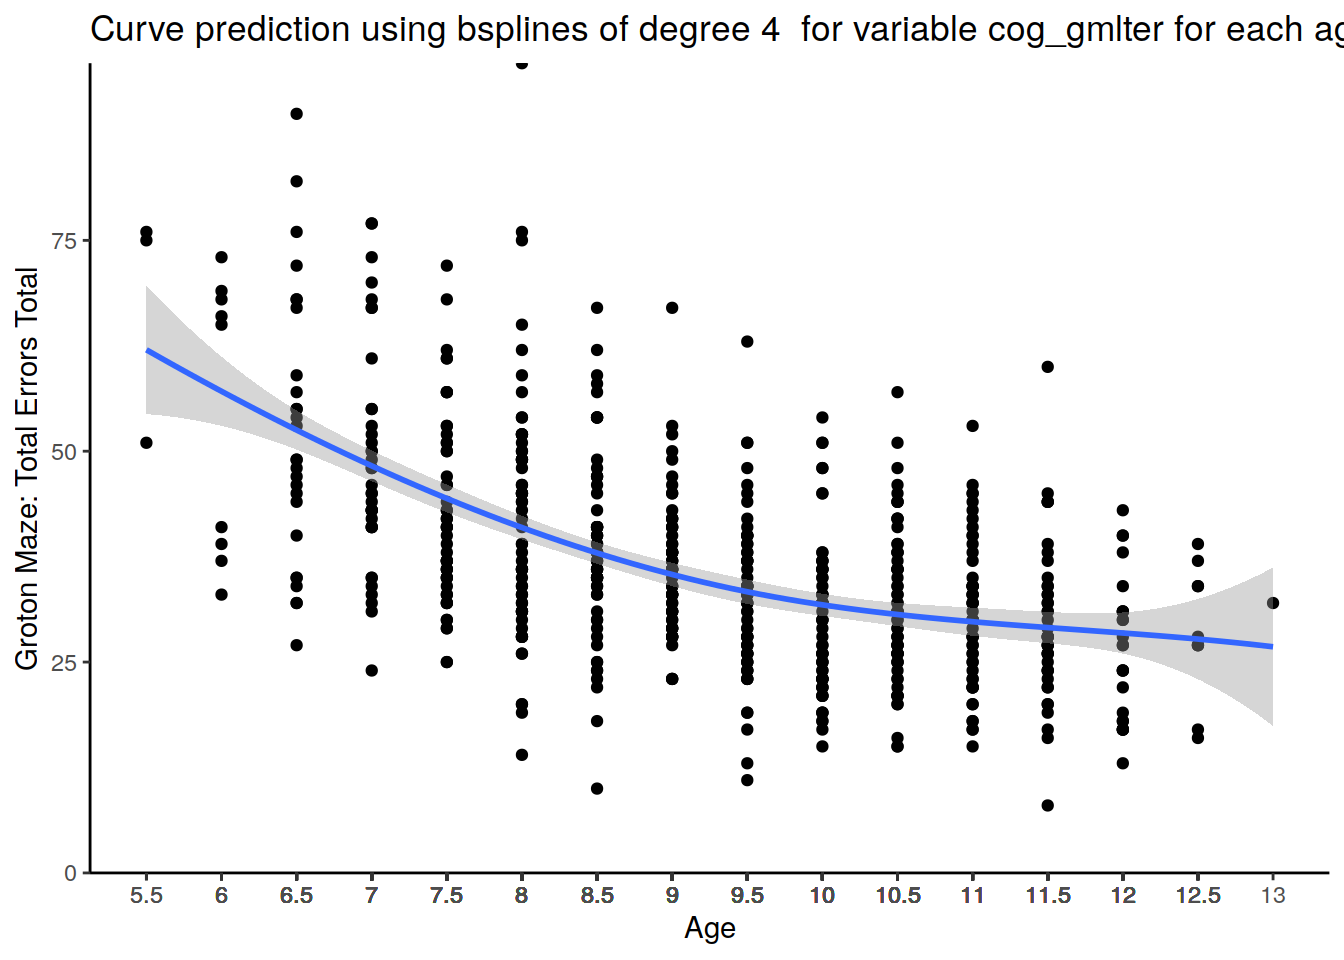 Curve prediction using bsplines of degree 4  for variable cog_gmlter for each ag
Groton Maze: Total Errors Total
75
50
25
0
5.5 6 6.5 7 7.5 8 8.5 9 9.5 10 10.5 11 11.5 12 12.5 13
Age